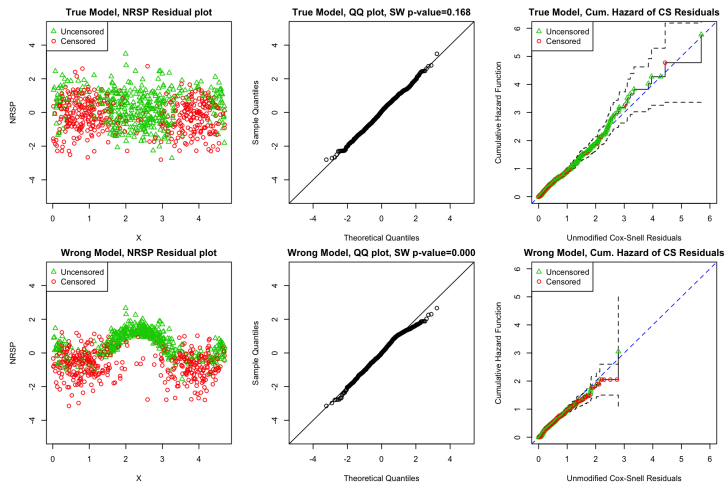 True Model, NRSP Residual plot
Uncensored
Censored
NRSP
4
2
0
-2
-4
0 1 2 3 4
X
True Model, QQ plot, SW p-value=0.168
Sample Quantiles
4
2
0
-2
-4
-4 -2 0 2 4
Theoretical Quantiles
True Model, Cum. Hazard of CS Residuals
Uncensored
Censored
Cumulative Hazard Function
6
5
4
3
2
1
0
0 1 2 3 4 5 6
Unmodified Cox-Snell Residuals
Wrong Model, NRSP Residual plot
Uncensored
Censored
NRSP
4
2
0
-2
-4
0 1 2 3 4
X
Wrong Model, QQ plot, SW p-value=0.000
Sample Quantiles
4
2
0
-2
-4
-4 -2 0 2 4
Theoretical Quantiles
Wrong Model, Cum. Hazard of CS Residuals
Uncensored
Censored
Cumulative Hazard Function
6
5
4
3
2
1
0
0 1 2 3 4 5 6
Unmodified Cox-Snell Residuals